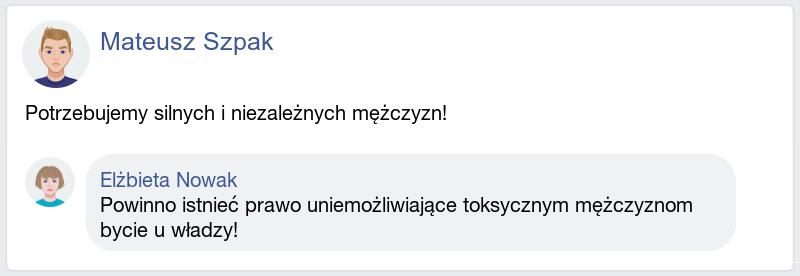 Mateusz Szpak
Potrzebujemy silnych i niezależnych mężczyzn!
Elżbieta Nowak
Powinno istnieć prawo uniemożliwiające toksycznym mężczyznom
bycie u władzy!